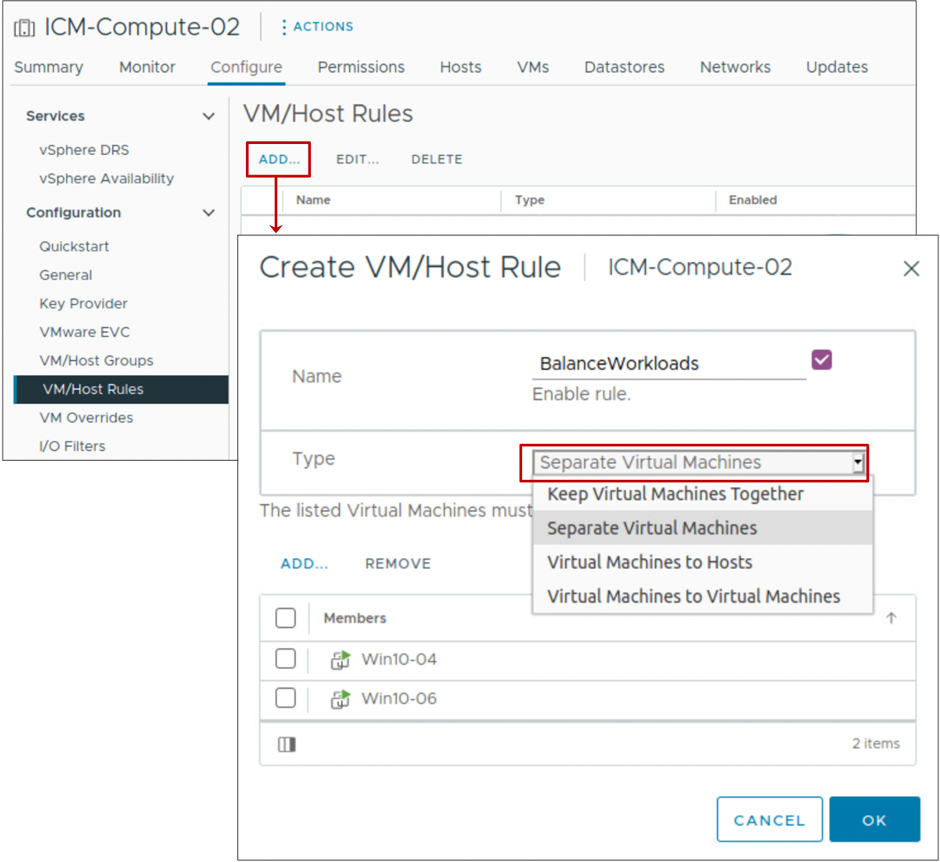 ICM-Compute-02 ACTIONS
Summary Monitor Configure Permissions Hosts VMs Datastores Networks Updates
Services
vSphere DRS
vSphere Availability
Configuration
Quickstart
General
Key Provider
VMware EVC
VM/Host Groups
VM/Host Rules
VM Overrides
I/O Filters
VM/Host Rules
ADD... EDIT... DELETE
Name Type Enabled
Create VM/Host Rule ICM-Compute-02
Name BalanceWorkloads
Enable rule.
Type Separate Virtual Machines
Keep Virtual Machines Together
Separate Virtual Machines
Virtual Machines to Hosts
Virtual Machines to Virtual Machines
The listed Virtual Machines must
ADD... REMOVE
Members
Win10-04
Win10-06
2 items
CANCEL OK